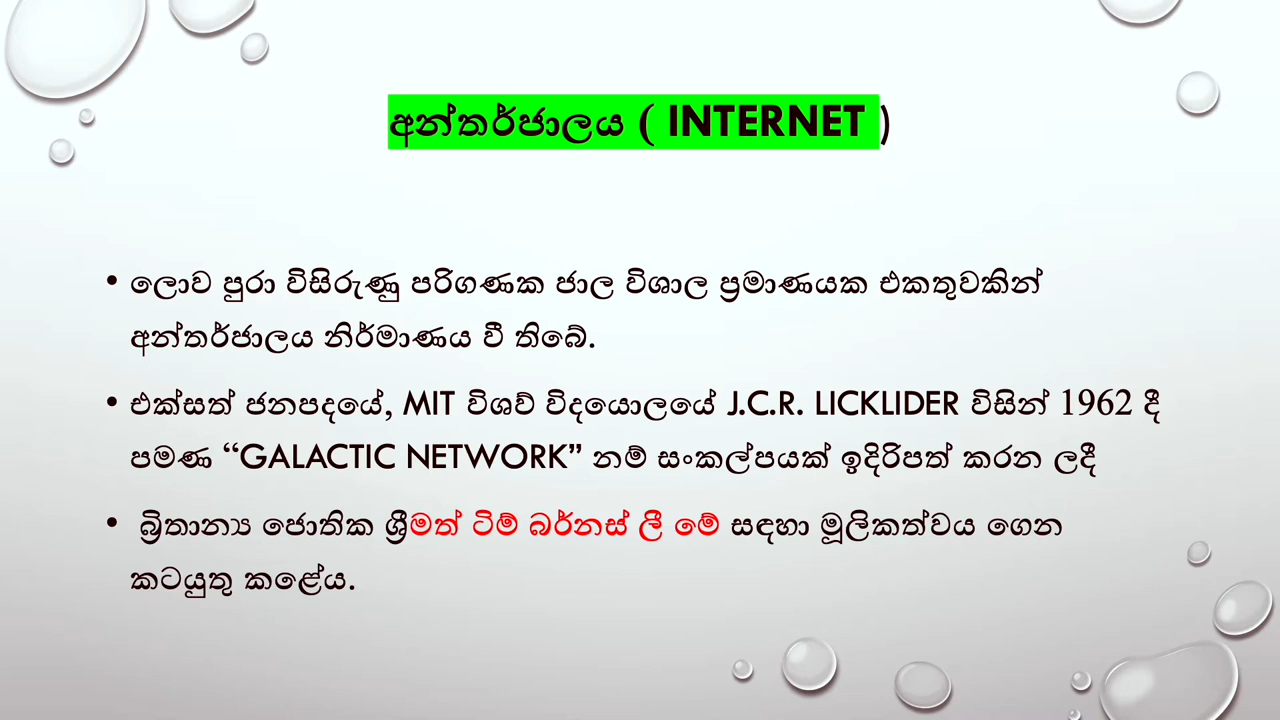 අන්තර්ජාලය ( INTERNET )
• ලොව පුරා විසිරුණු පරිගණක ජාල විශාල ප්‍රමාණයක එකතුවකින්
අන්තර්ජාලය නිර්මාණය වී තිබේ.
• එක්සත් ජනපදයේ, MIT විශව් විදයොලයේ J.C.R. LICKLIDER විසින් 1962 දී
පමණ “GALACTIC NETWORK” නම් සංකල්පයක් ඉදිරිපත් කරන ලදී
• බ්‍රිතාන්‍ය ජොතික ශ්‍රීමත් ටිම් බර්නස් ලී මේ සඳහා මූලිකත්වය ගෙන
කටයුතු කළේය.